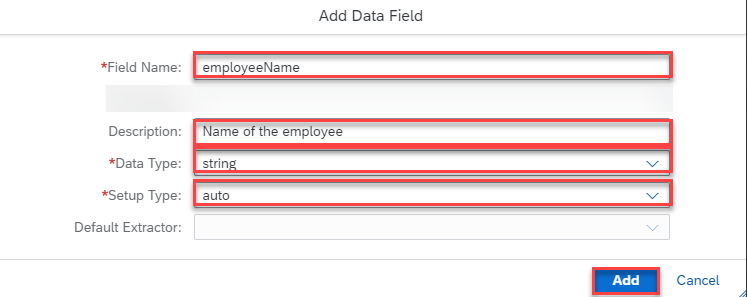 Add Data Field
*Field Name: employeeName
Description: Name of the employee
*Data Type: string
*Setup Type: auto
Default Extractor:
Add Cancel